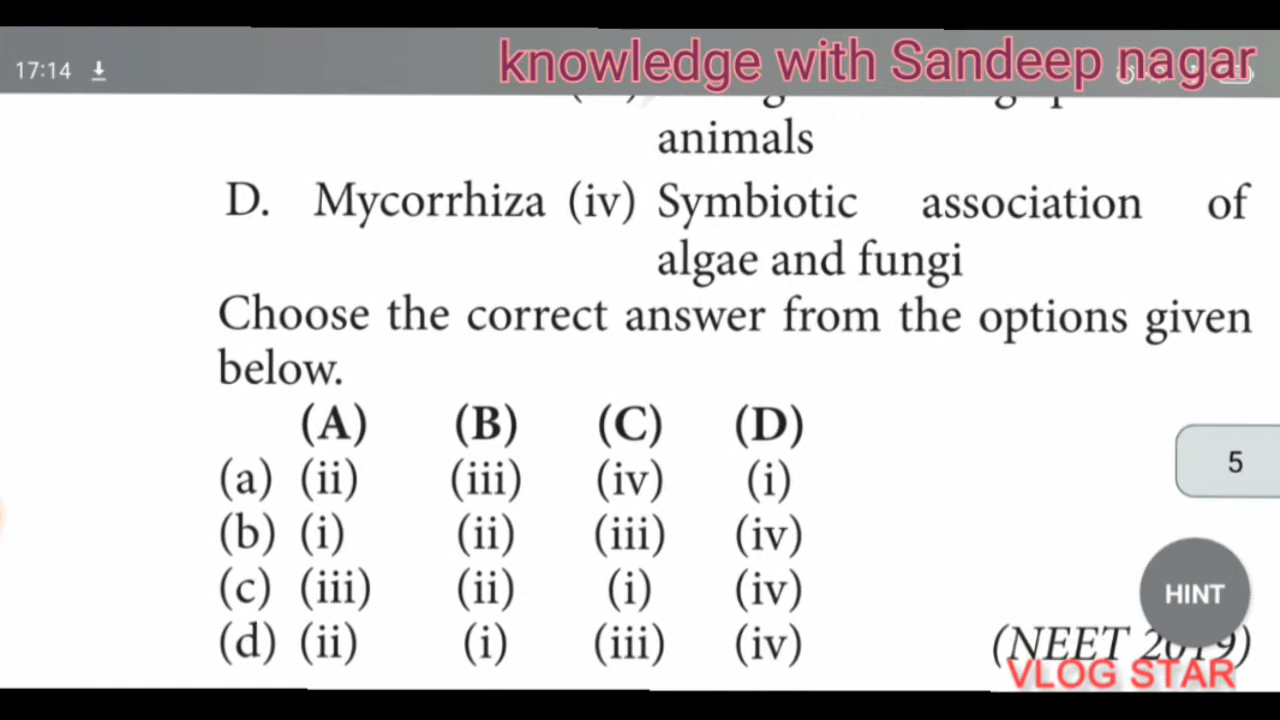 17:14
knowledge with Sandeep nagar
animals
D. Mycorrhiza (iv) Symbiotic association of
algae and fungi
Choose the correct answer from the options given
below.
(A) (B) (C) (D)
(a) (ii) (iii) (iv) (i)
5
(b) (i) (ii) (iii) (iv)
(c) (iii) (ii) (i) (iv)
HINT
(d) (ii) (i) (iii) (iv)
(NEET 2019)
VLOG STAR